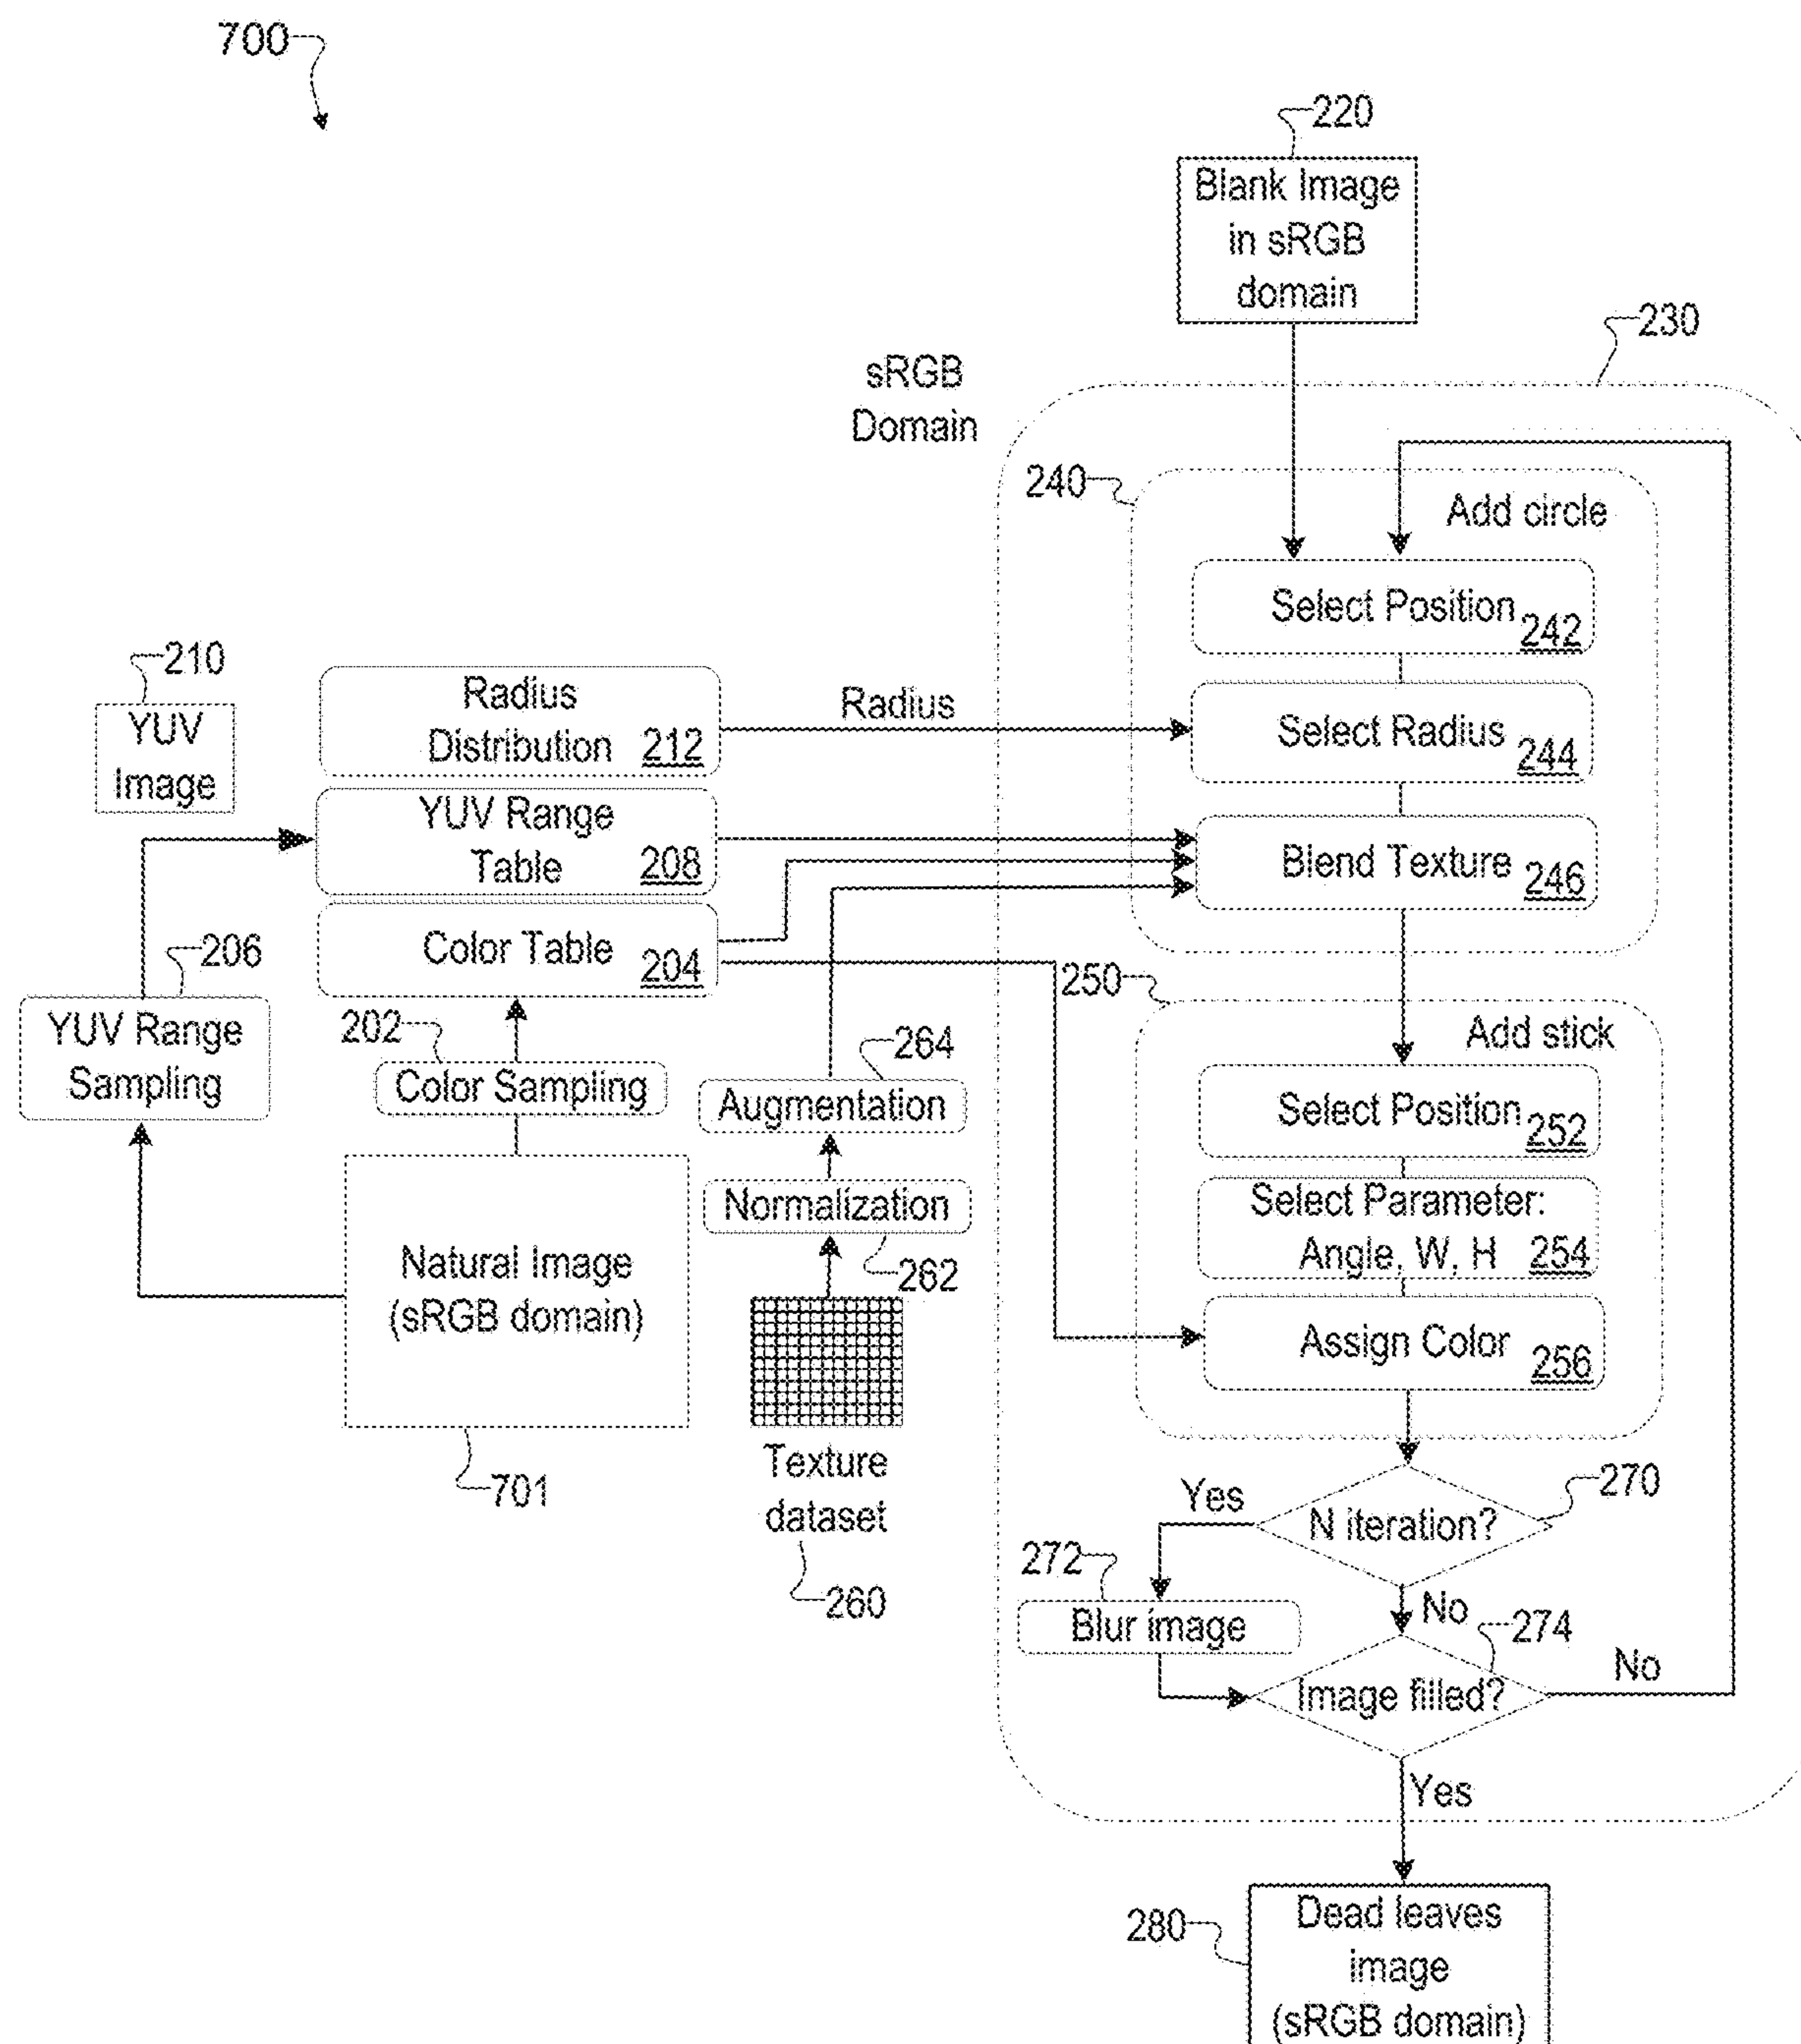 700
220
Blank Image
in sRGB
domain
230
sRGB
Domain
240
Add circle
Select Position
242
210
YUV
Image
Radius
Distribution 212
Radius
Select Radius
244
YUV Range
Table 208
Blend Texture 246
Color Table 204
206
YUV Range
Sampling
202
Color Sampling
264
Augmentation
Normalization
262
250
Add stick
Select Position
252
Select Parameter:
Angle, W, H 254
Assign Color 256
Natural Image
(sRGB domain)
701
Texture
dataset
260
270
N iteration?
Yes
No
272
Blur image
274
Image filled?
No
Yes
280
Dead leaves
image
(sRGB domain)